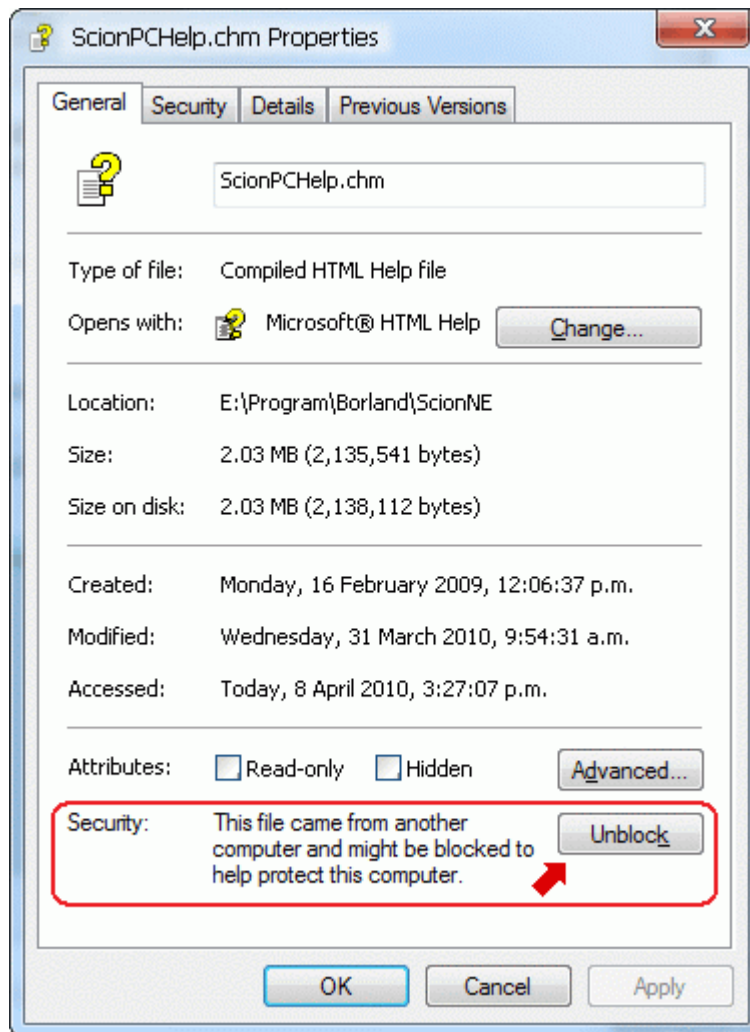 ScionPCHelp.chm Properties
General Security Details Previous Versions
ScionPCHelp.chm
Type of file: Compiled HTML Help file
Opens with: Microsoft® HTML Help Change...
Location: E:\Program\Borland\ScionNE
Size: 2.03 MB (2,135,541 bytes)
Size on disk: 2.03 MB (2,138,112 bytes)
Created: Monday, 16 February 2009, 12:06:37 p.m.
Modified: Wednesday, 31 March 2010, 9:54:31 a.m.
Accessed: Today, 8 April 2010, 3:27:07 p.m.
Attributes: Read-only Hidden Advanced...
Security: This file came from another
computer and might be blocked to
help protect this computer.
Unblock
OK Cancel Apply